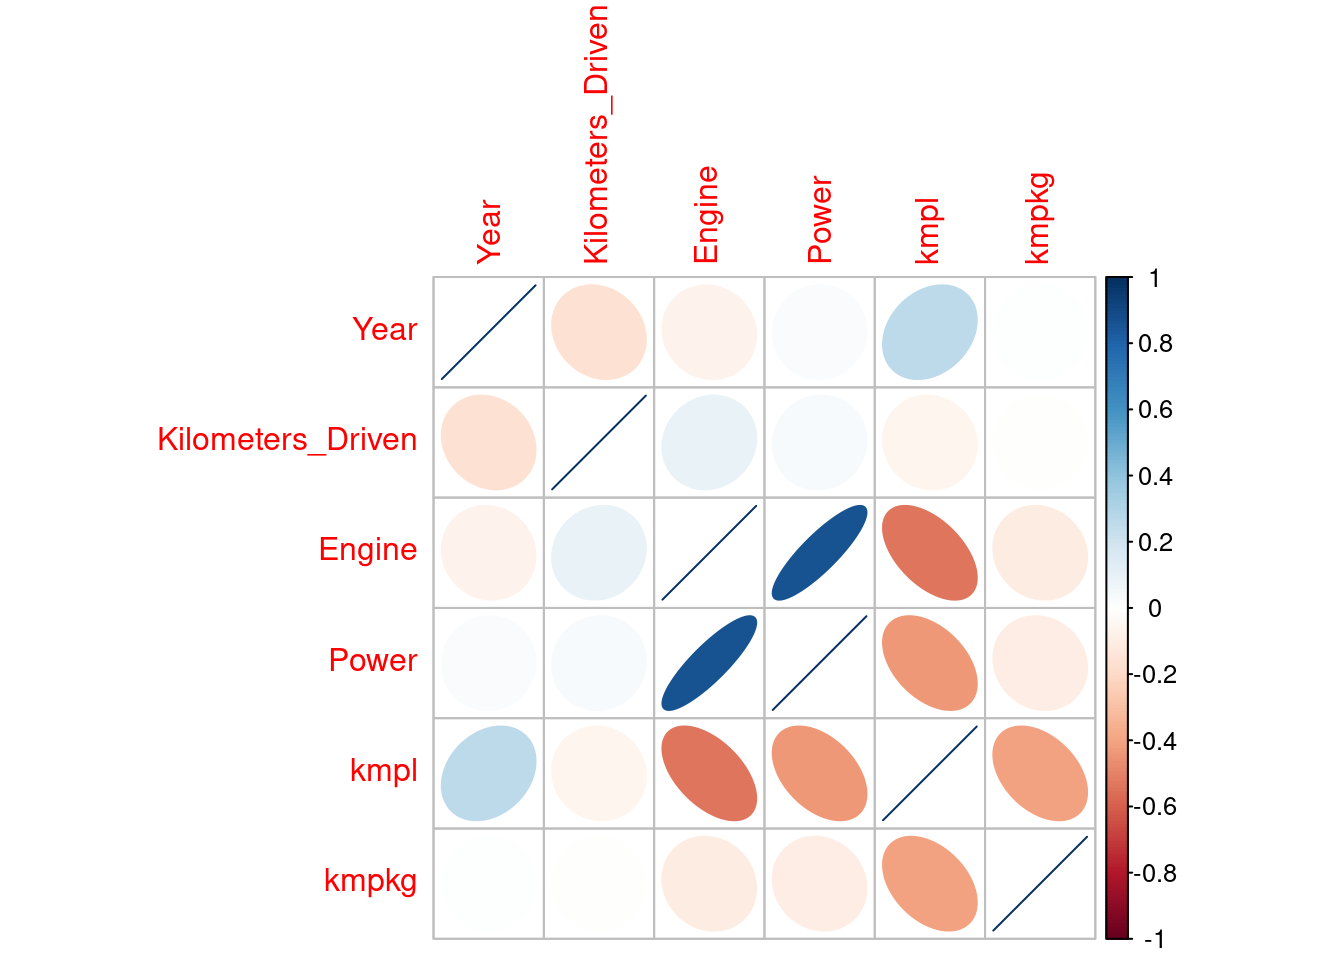 Year
Kilometers_Driven
Engine
Power
kmpl
kmpkg
Year
Kilometers_Driven
Engine
Power
kmpl
kmpkg
1
0.8
0.6
0.4
0.2
0
-0.2
-0.4
-0.6
-0.8
-1